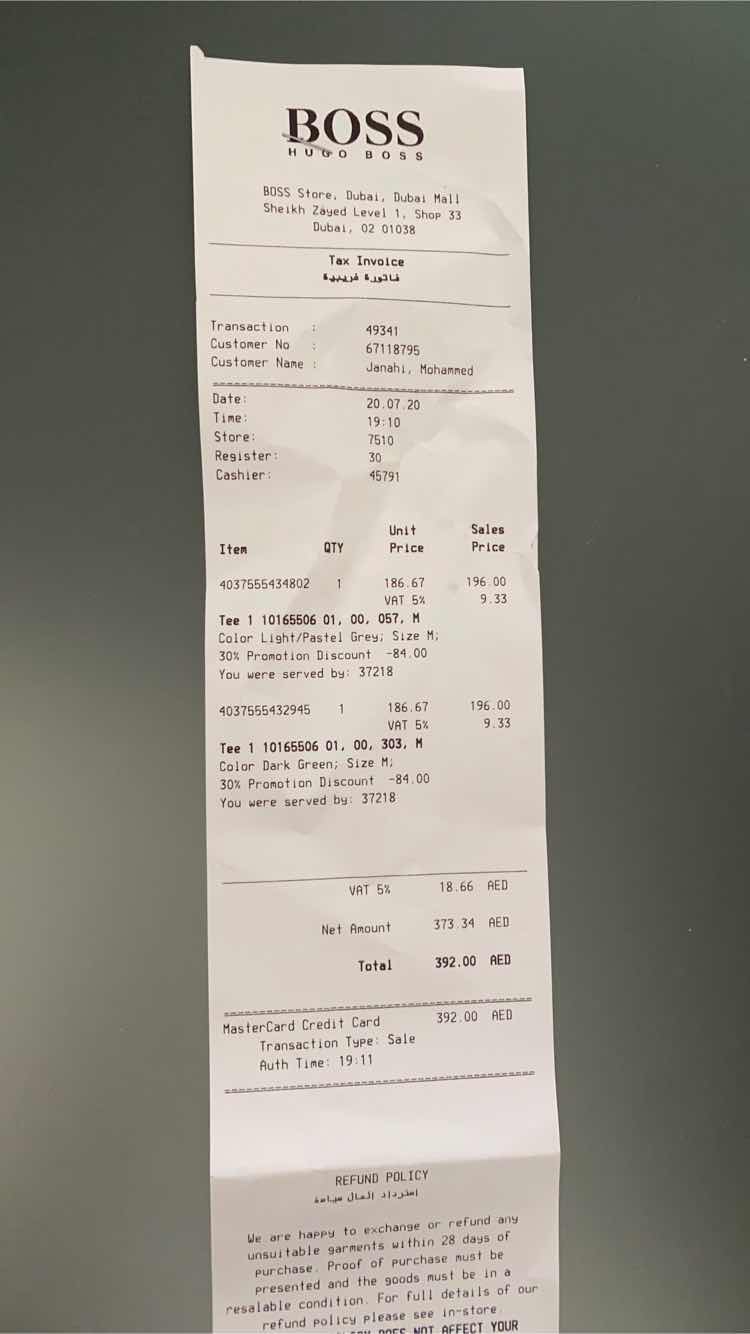 BOSS
HUGO BOSS
BOSS Store, Dubai, Dubai Mall
Sheikh Zayed Level 1, Shop 33
Dubai, 02 01038
Tax Invoice
فاتورة ضريبية
Transaction : 49341
Customer No : 67118795
Customer Name : Janahi, Mohammed
Date: 20.07.20
Time: 19:10
Store: 7510
Register: 30
Cashier: 45791
Unit Sales
Item QTY Price Price
4037555434802 1 186.67 196.00
VAT 5% 9.33
Tee 1 10165506 01, 00, 057, M
Color Light/Pastel Grey; Size M;
30% Promotion Discount -84.00
You were served by: 37218
4037555432945 1 186.67 196.00
VAT 5% 9.33
Tee 1 10165506 01, 00, 303, M
Color Dark Green; Size M;
30% Promotion Discount -84.00
You were served by: 37218
VAT 5% 18.66 AED
Net Amount 373.34 AED
Total 392.00 AED
MasterCard Credit Card 392.00 AED
Transaction Type: Sale
Auth Time: 19:11
REFUND POLICY
إسترداد المال سياسة
We are happy to exchange or refund any
unsuitable garments within 28 days of
purchase. Proof of purchase must be
presented and the goods must be in a
resalable condition. For full details of our
refund policy please see in-store.
DOES NOT AFFECT YOUR